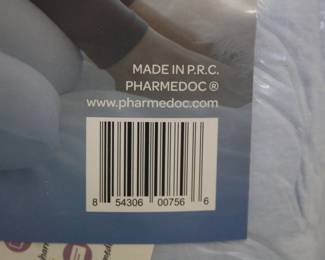 MADE IN P.R.C.
PHARMEDOC ®
www.pharmedoc.com
8 54306 00756 6